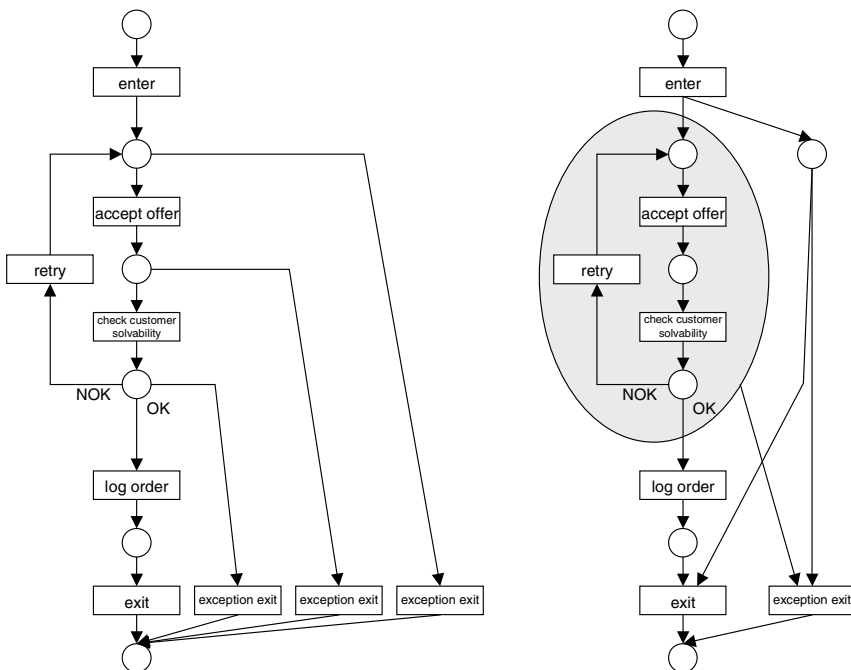 enter
accept offer
retry
check customer
solvability
NOK
OK
log order
exit
exception exit
exception exit
exception exit
enter
accept offer
retry
check customer
solvability
NOK
OK
log order
exit
exception exit